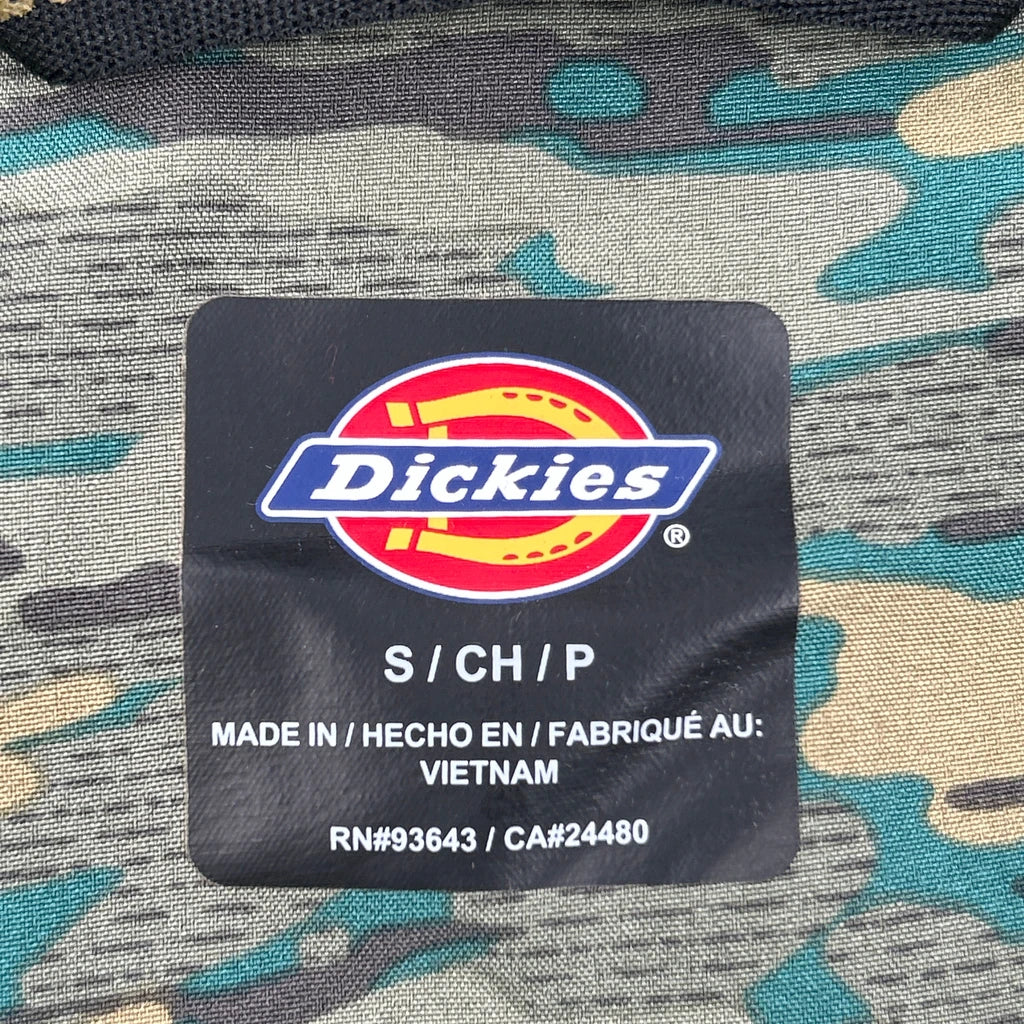 Dickies
®
S / CH / P
MADE IN / HECHO EN / FABRIQUÉ AU:
VIETNAM
RN#93643 / CA#24480